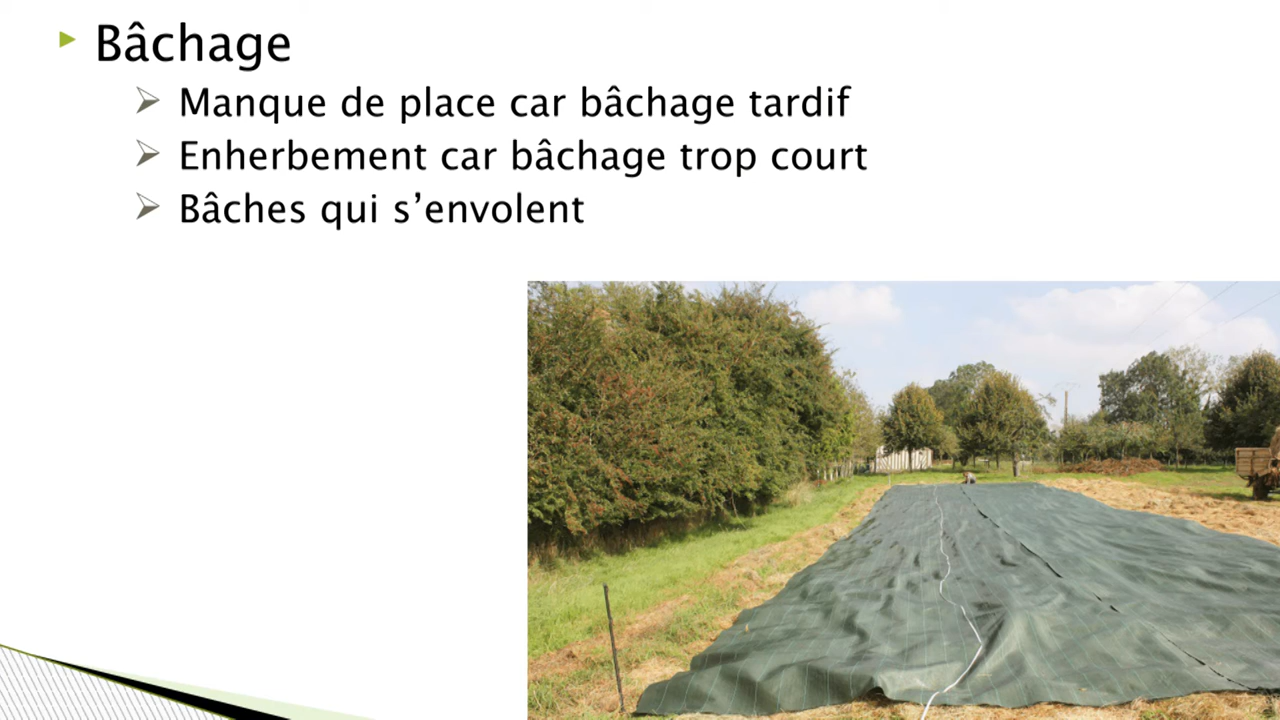 Bâchage
Manque de place car bâchage tardif
Enherbement car bâchage trop court
Bâches qui s’envolent